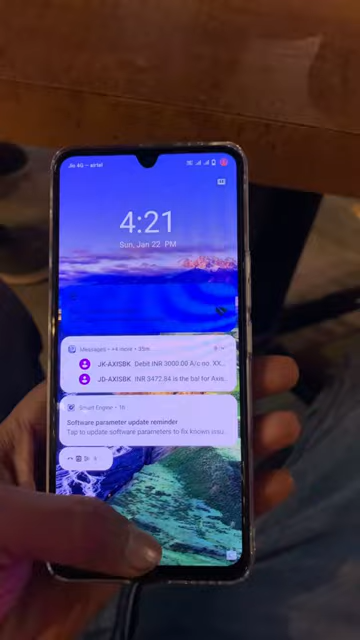 Jio 4G — airtel
4:21
Sun, Jan 22 PM
Messages • +4 more • 35m
JK-AXISBK Debit INR 3000.00 A/c no. XX...
JD-AXISBK INR 3472.84 is the bal for Axis...
Smart Engine • 1d
Software parameter update reminder
Tap to update software parameters to fix known issu...